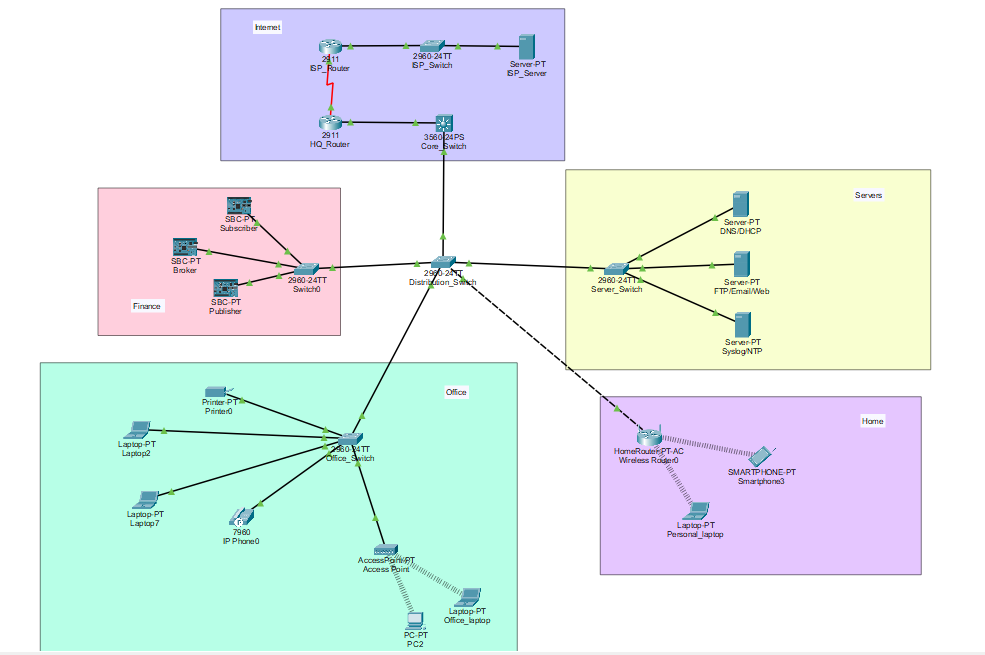 Internet
2911
ISP_Router
2960-24TT
ISP_Switch
Server-PT
ISP_Server
2911
HQ_Router
3560-24PS
Core_Switch
SBC-PT
Subscriber
SBC-PT
Broker
SBC-PT
Publisher
2960-24TT
Switch0
Finance
2960-24TT
Distribution_Switch
Servers
Server-PT
DNS/DHCP
2960-24TT
Server_Switch
Server-PT
FTP/Email/Web
Server-PT
Syslog/NTP
Office
Printer-PT
Printer0
Laptop-PT
Laptop2
2960-24TT
Office_Switch
Laptop-PT
Laptop7
7960
IP Phone0
AccessPoint-PT
Access Point
Laptop-PT
Office_laptop
PC-PT
PC2
Home
HomeRouter-PT-AC
Wireless Router0
SMARTPHONE-PT
Smartphone3
Laptop-PT
Personal_laptop